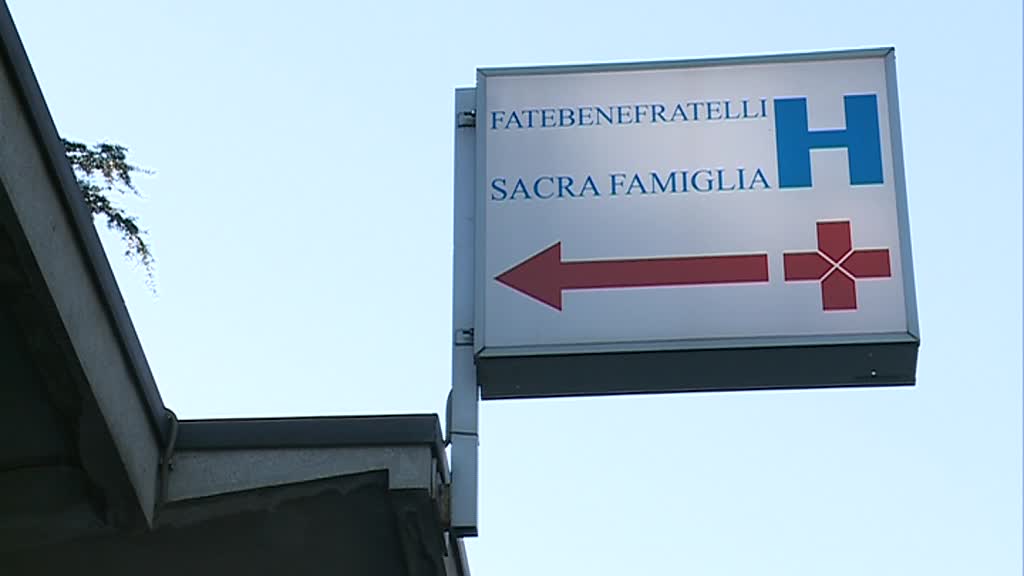 FATEBENEFRATELLI
H
SACRA FAMIGLIA